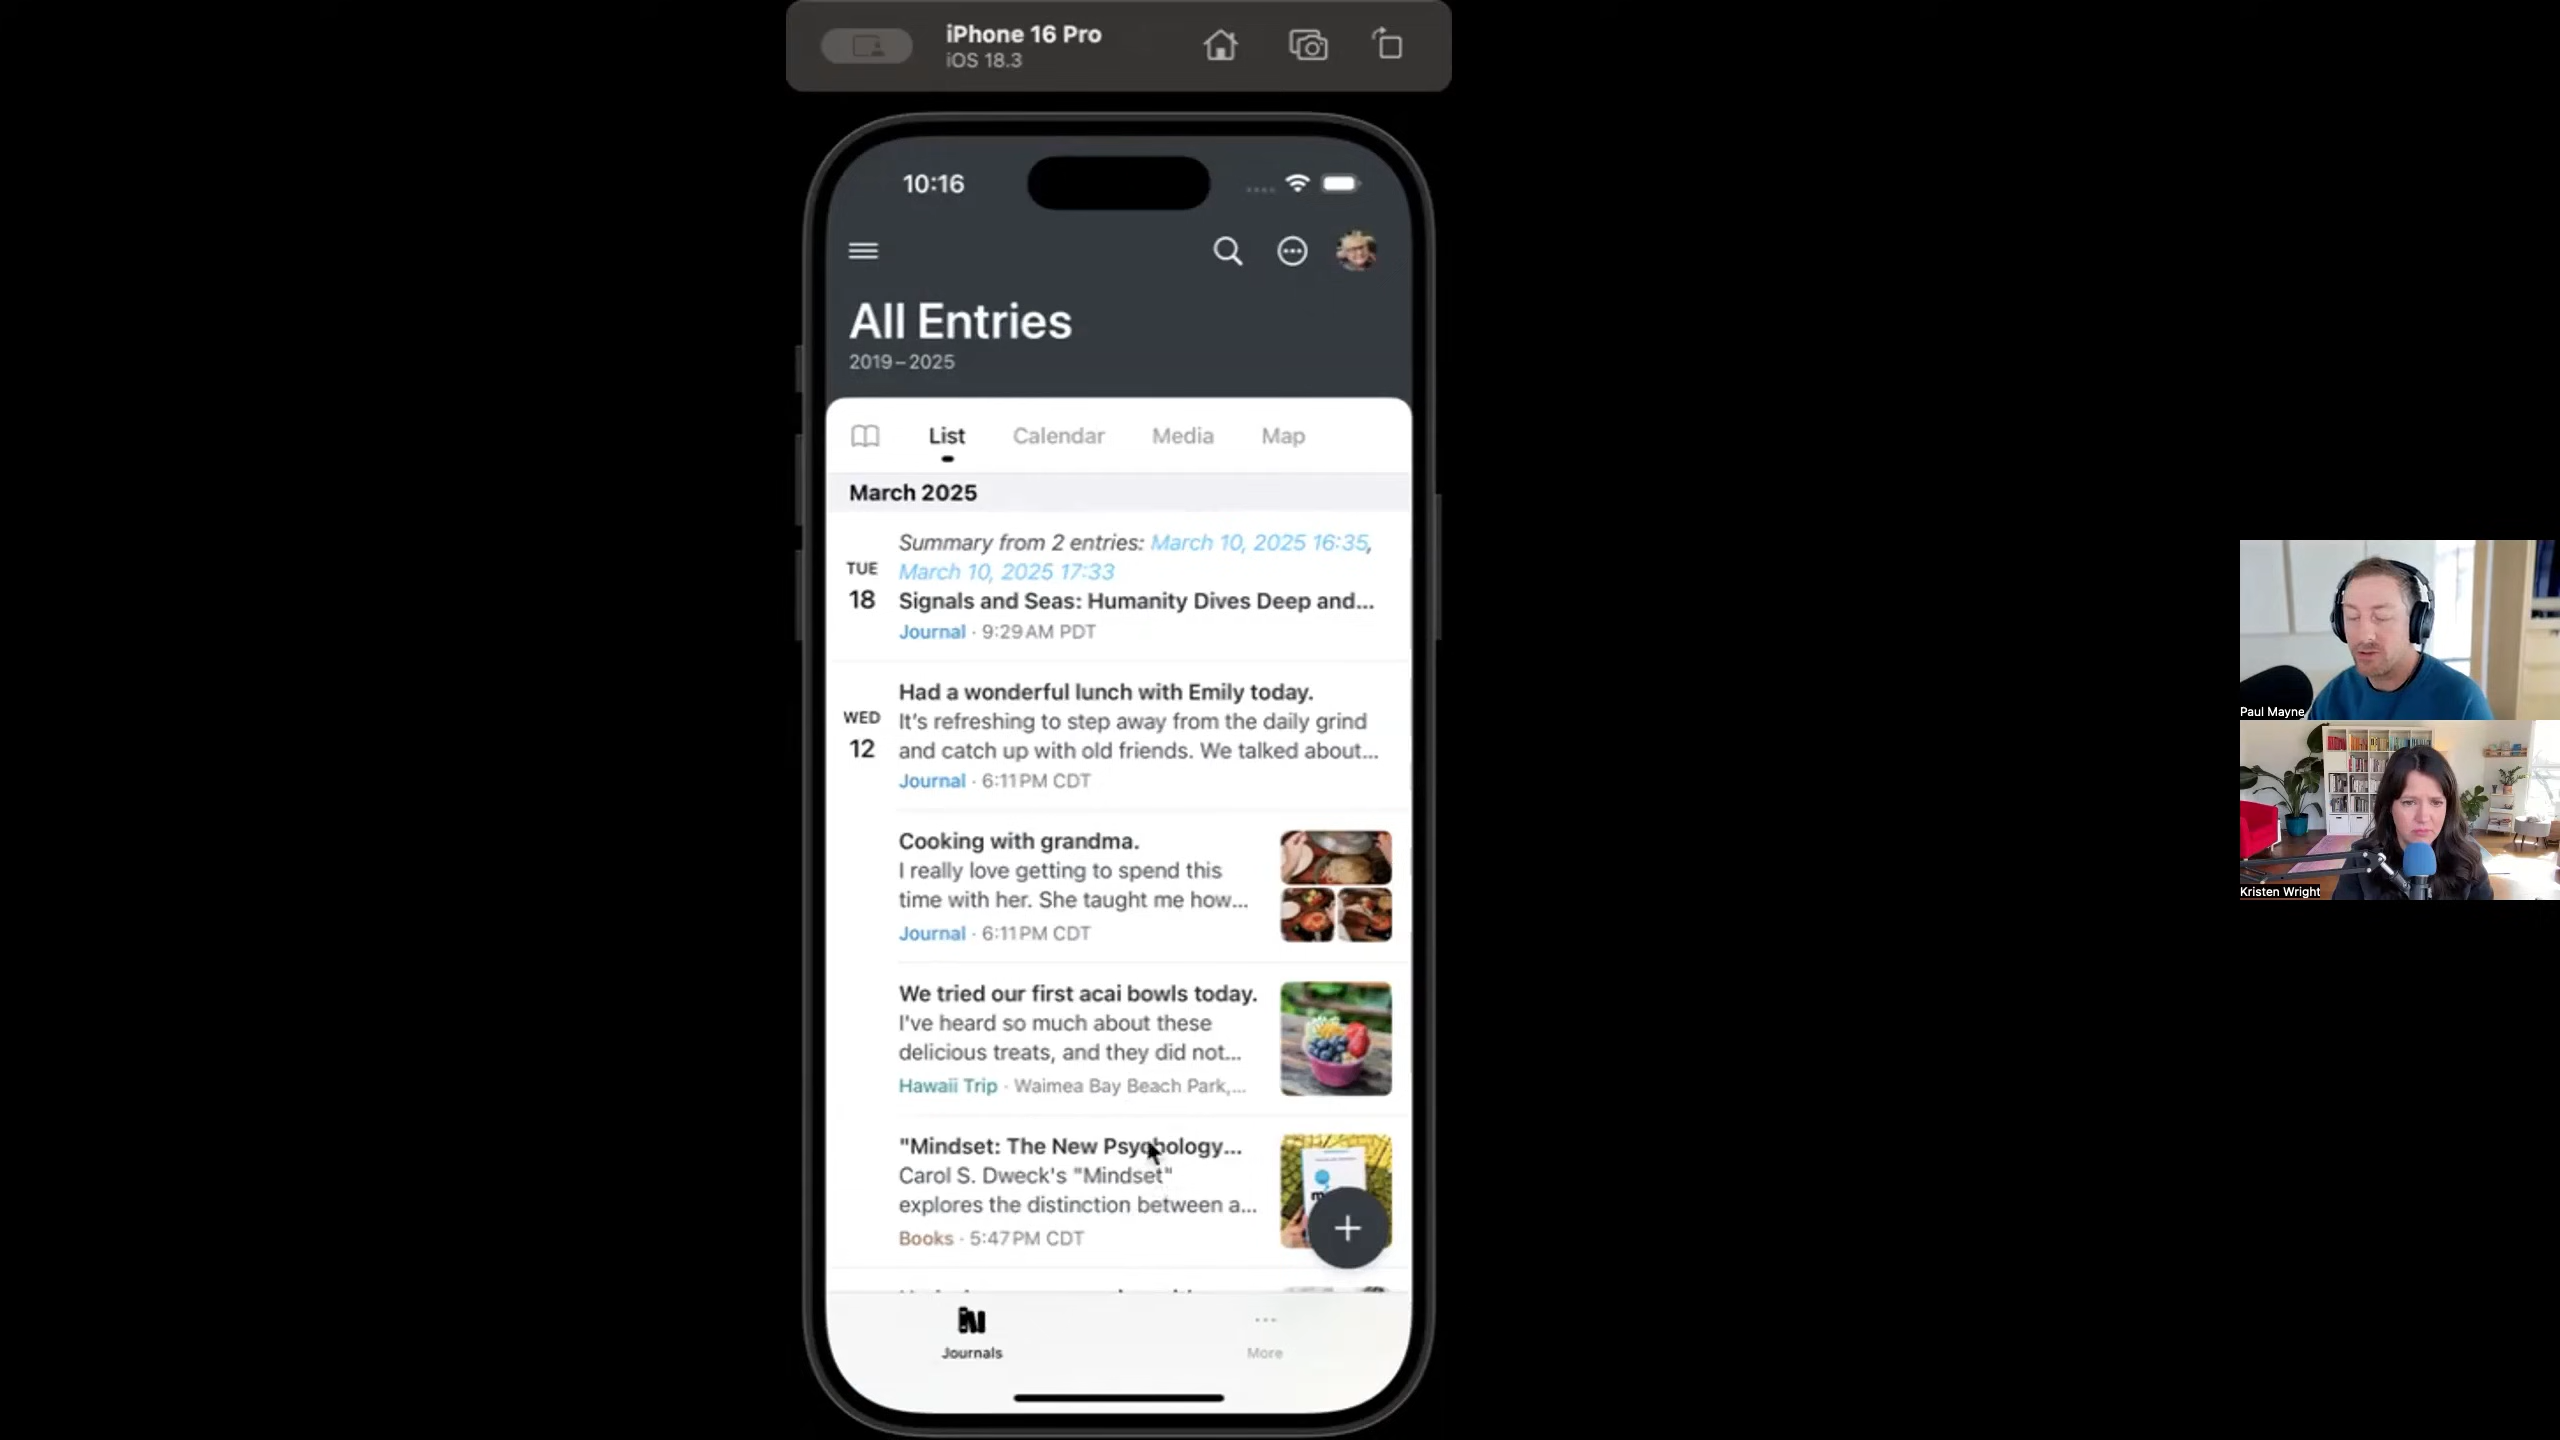 iPhone 16 Pro
iOS 18.3
10:16
All Entries
2019–2025
List
Calendar
Media
Map
March 2025
TUE
18
Summary from 2 entries: March 10, 2025 16:35,
March 10, 2025 17:33
Signals and Seas: Humanity Dives Deep and...
Journal · 9:29 AM PDT
WED
12
Had a wonderful lunch with Emily today.
It's refreshing to step away from the daily grind
and catch up with old friends. We talked about...
Journal · 6:11 PM CDT
Cooking with grandma.
I really love getting to spend this
time with her. She taught me how...
Journal · 6:11 PM CDT
We tried our first acai bowls today.
I've heard so much about these
delicious treats, and they did not...
Hawaii Trip · Waimea Bay Beach Park,...
"Mindset: The New Psychology...
Carol S. Dweck's "Mindset"
explores the distinction between a...
Books · 5:47 PM CDT
Journals
More
Paul Mayne
Kristen Wright